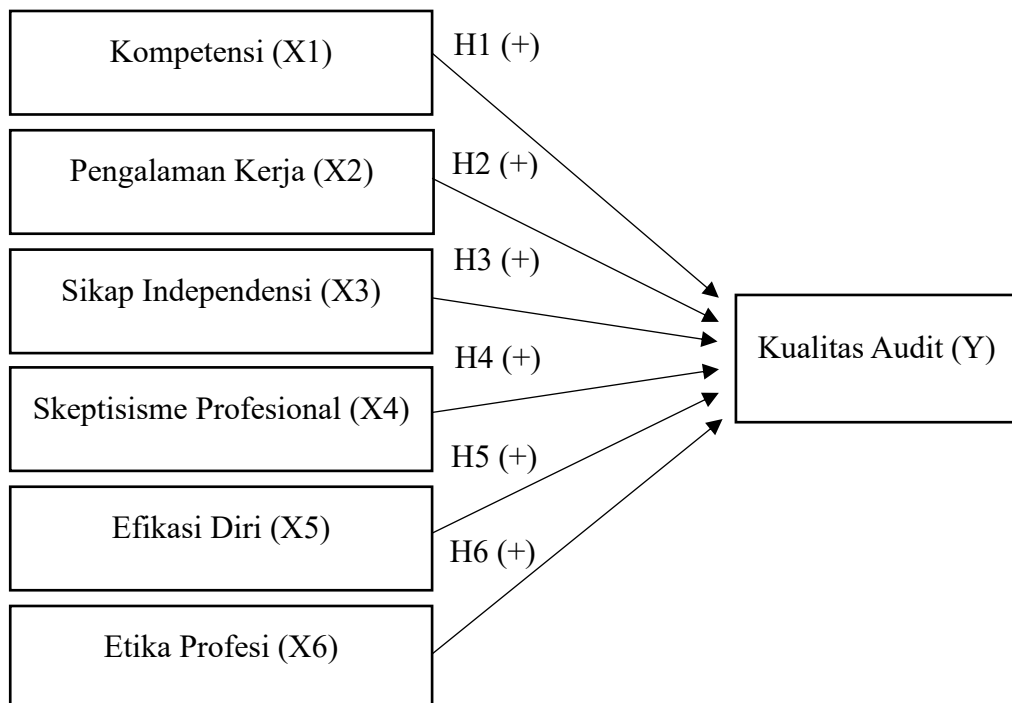 Kompetensi (X1)
H1 (+)
Pengalaman Kerja (X2)
H2 (+)
Sikap Independensi (X3)
H3 (+)
Kualitas Audit (Y)
Skeptisisme Profesional (X4)
H4 (+)
Efikasi Diri (X5)
H5 (+)
Etika Profesi (X6)
H6 (+)